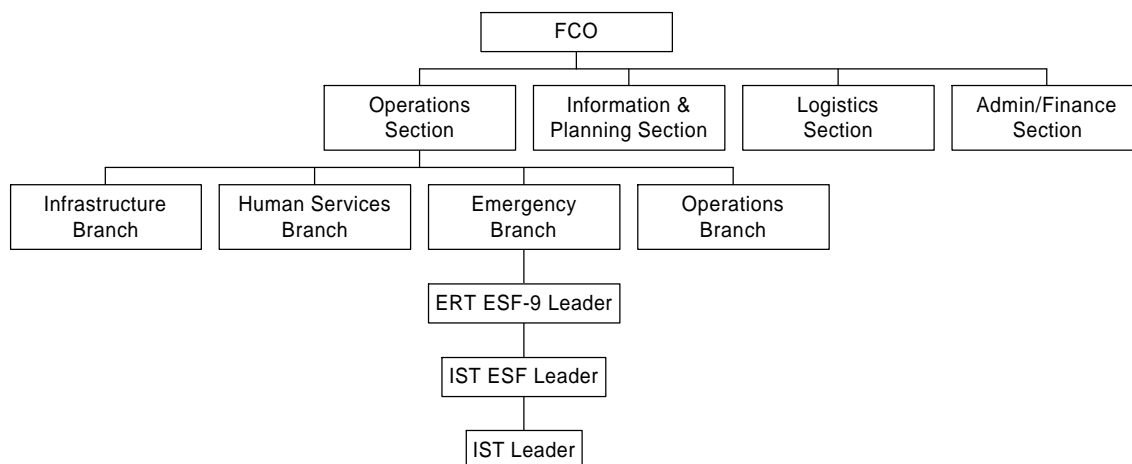 FCO
Operations
Section
Information &
Planning Section
Logistics
Section
Admin/Finance
Section
Infrastructure
Branch
Human Services
Branch
Emergency
Branch
Operations
Branch
ERT ESF-9 Leader
IST ESF Leader
IST Leader